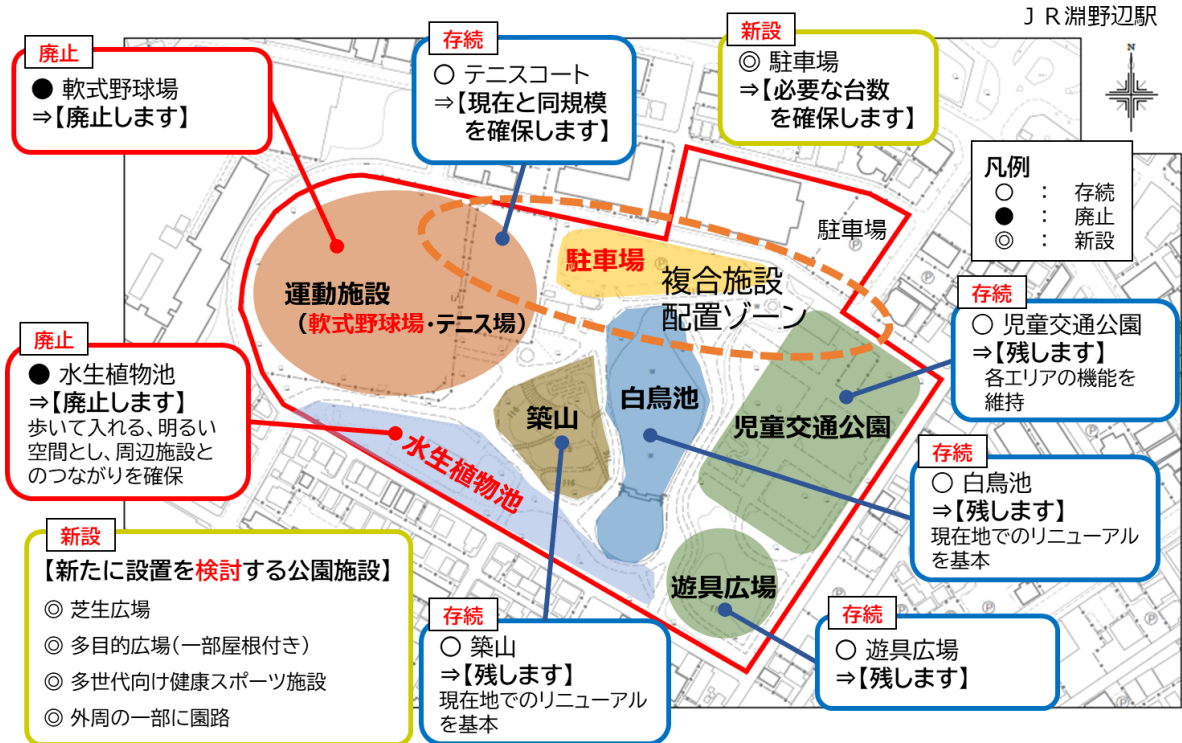 ＪＲ淵野辺駅
N
廃止
● 軟式野球場
⇒【廃止します】
存続
○ テニスコート
⇒【現在と同規模
を確保します】
新設
◎ 駐車場
⇒【必要な台数
を確保します】
凡例
○ ： 存続
● ： 廃止
◎ ： 新設
駐車場
駐車場
複合施設
配置ゾーン
運動施設
（軟式野球場・テニス場）
築山
白鳥池
児童交通公園
水生植物池
遊具広場
存続
○ 児童交通公園
⇒【残します】
各エリアの機能を
維持
廃止
● 水生植物池
⇒【廃止します】
歩いて入れる、明るい
空間とし、周辺施設と
のつながりを確保
存続
○ 白鳥池
⇒【残します】
現在地でのリニューアル
を基本
新設
【新たに設置を検討する公園施設】
◎ 芝生広場
◎ 多目的広場（一部屋根付き）
◎ 多世代向け健康スポーツ施設
◎ 外周の一部に園路
存続
○ 築山
⇒【残します】
現在地でのリニューアル
を基本
存続
○ 遊具広場
⇒【残します】